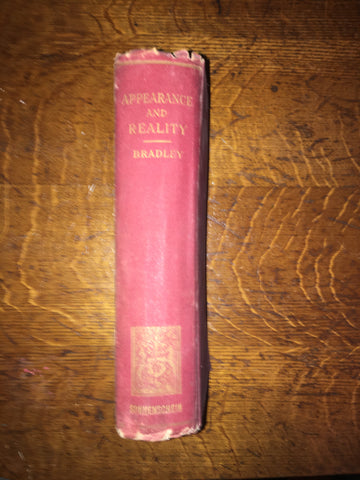 APPEARANCE
AND
REALITY
BRADLEY
SONNENSCHEIN